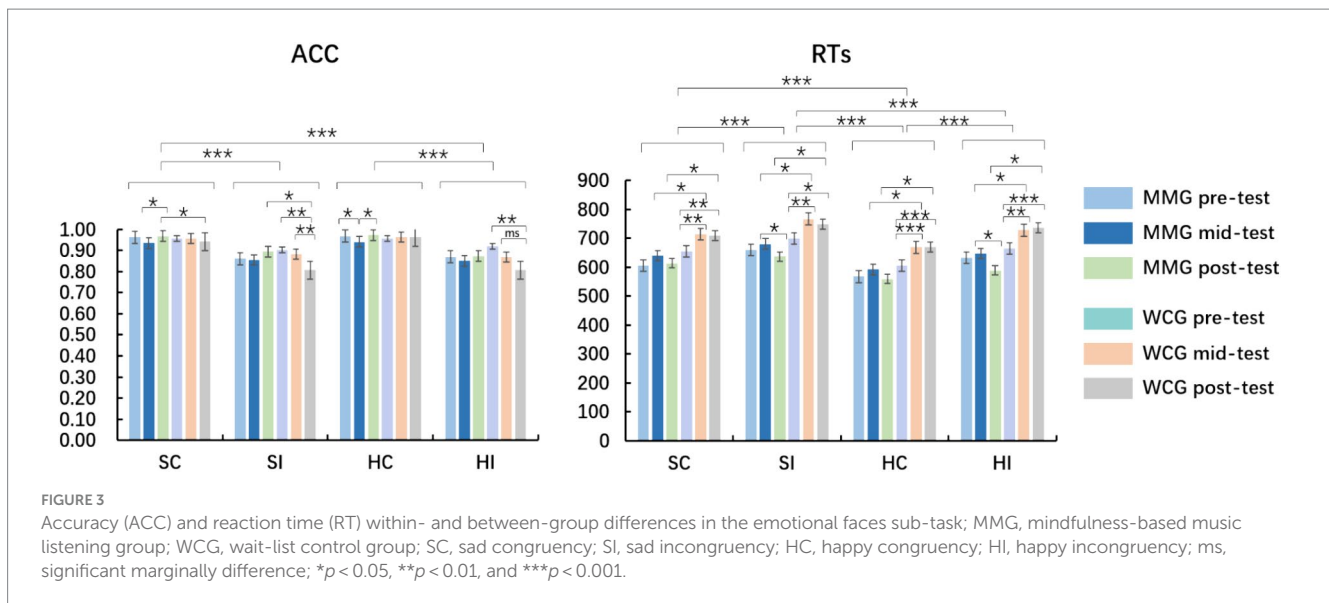 ACC
***
***
***
*
*
*
**
**
*
*
**
ms
1.00
0.90
0.80
0.70
0.60
0.50
0.40
0.30
0.20
0.10
0.00
SC
SI
HC
HI
RTs
***
***
***
***
***
*
*
**
**
*
*
*
**
*
*
*
***
***
*
*
***
**
*
900
800
700
600
500
400
300
200
100
0
SC
SI
HC
HI
MMG pre-test
MMG mid-test
MMG post-test
WCG pre-test
WCG mid-test
WCG post-test
FIGURE 3
Accuracy (ACC) and reaction time (RT) within- and between-group differences in the emotional faces sub-task; MMG, mindfulness-based music
listening group; WCG, wait-list control group; SC, sad congruency; SI, sad incongruency; HC, happy congruency; HI, happy incongruency; ms,
significant marginally difference; *p < 0.05, **p < 0.01, and ***p < 0.001.